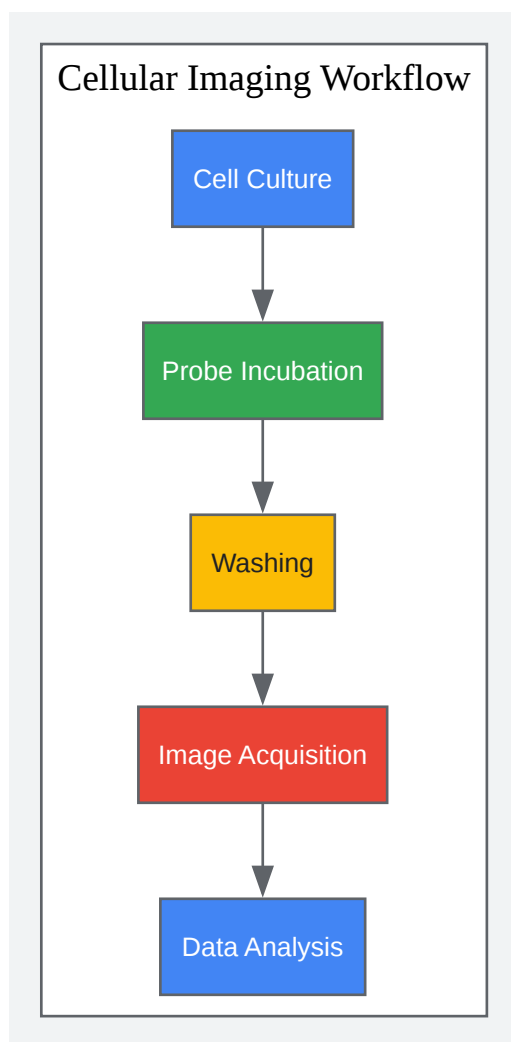 Cellular Imaging Workflow
Cell Culture
Probe Incubation
Washing
Image Acquisition
Data Analysis